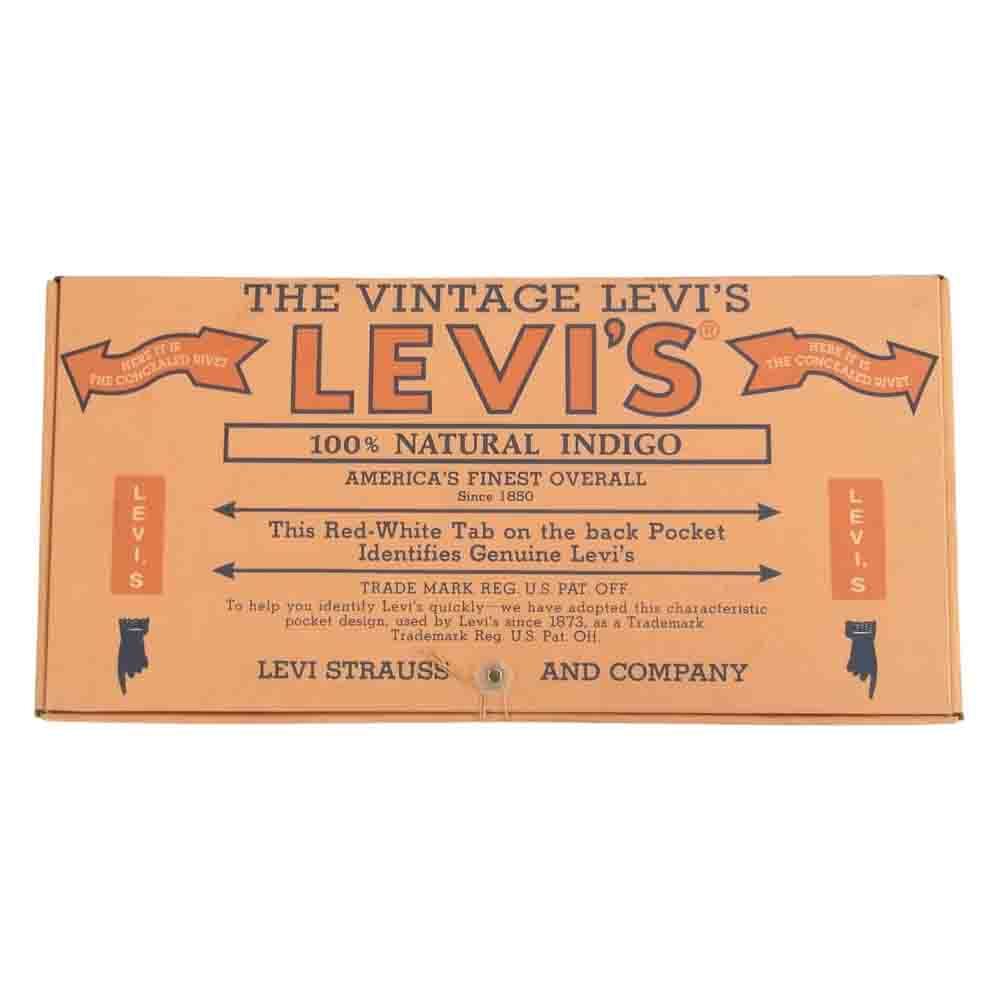 THE VINTAGE LEVI'S
LEVI'S®
HERE IT IS
THE CONCEALED RIVET
HERE IT IS
THE CONCEALED RIVET
100% NATURAL INDIGO
AMERICA'S FINEST OVERALL
Since 1850
LEVI'S
LEVI'S
This Red-White Tab on the back Pocket
Identifies Genuine Levi's
TRADE MARK REG. U.S. PAT. OFF.
To help you identify Levi's quickly—we have adopted this characteristic
pocket design, used by Levi's since 1873, as a Trademark
Trademark Reg. U.S. Pat. Off.
LEVI STRAUSS AND COMPANY